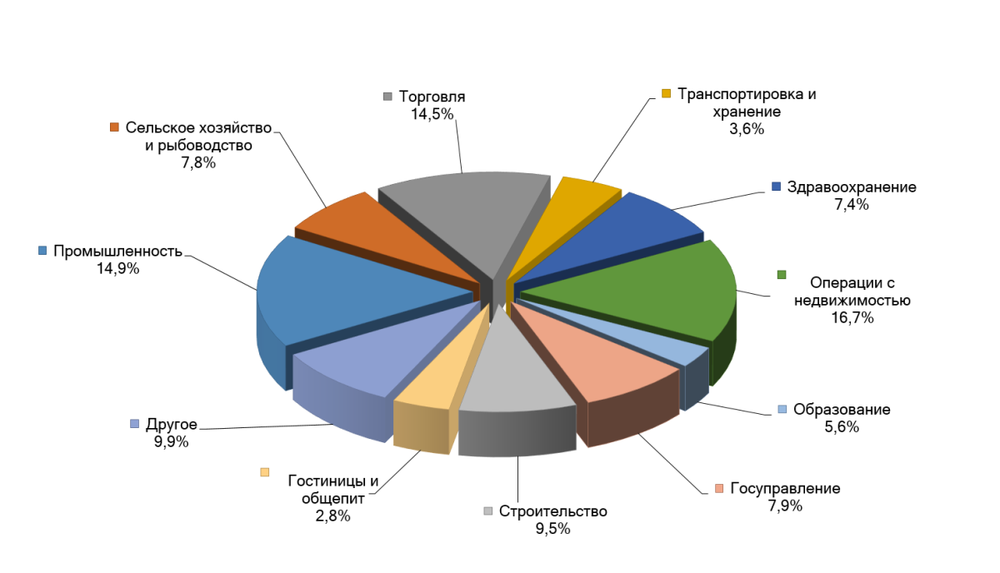 Торговля
14,5%
Транспортировка и
хранение
3,6%
Сельское хозяйство
и рыбоводство
7,8%
Здравоохранение
7,4%
Промышленность
14,9%
Операции с
недвижимостью
16,7%
Образование
5,6%
Другое
9,9%
Гостиницы и
общепит
2,8%
Госуправление
7,9%
Строительство
9,5%